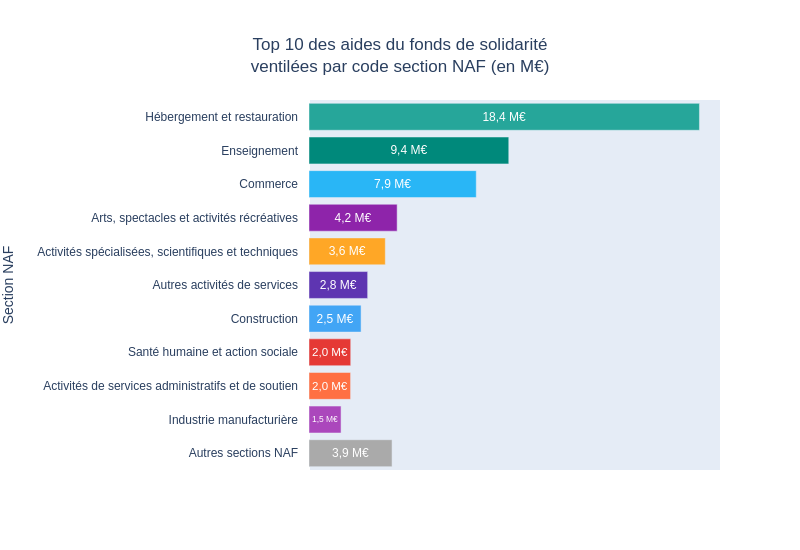 Top 10 des aides du fonds de solidarité
ventilées par code section NAF (en M€)
Section NAF
Hébergement et restauration 18,4 M€
Enseignement 9,4 M€
Commerce 7,9 M€
Arts, spectacles et activités récréatives 4,2 M€
Activités spécialisées, scientifiques et techniques 3,6 M€
Autres activités de services 2,8 M€
Construction 2,5 M€
Santé humaine et action sociale 2,0 M€
Activités de services administratifs et de soutien 2,0 M€
Industrie manufacturière 1,5 M€
Autres sections NAF 3,9 M€